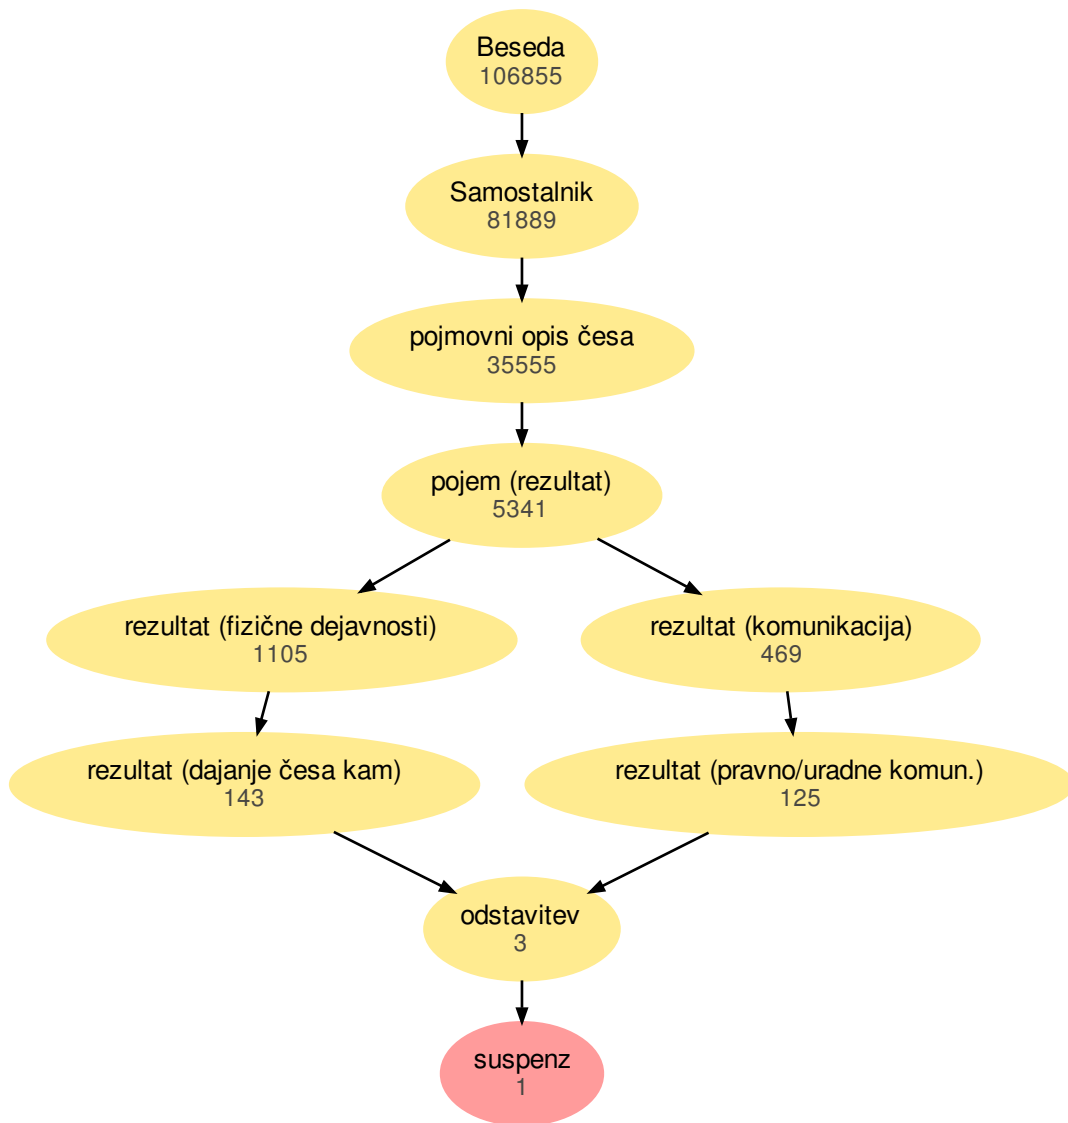 Beseda
106855
Samostalnik
81889
pojmovni opis česa
35555
pojem (rezultat)
5341
rezultat (fizične dejavnosti)
1105
rezultat (komunikacija)
469
rezultat (dajanje česa kam)
143
rezultat (pravno/uradne komun.)
125
odstavitev
3
suspenz
1